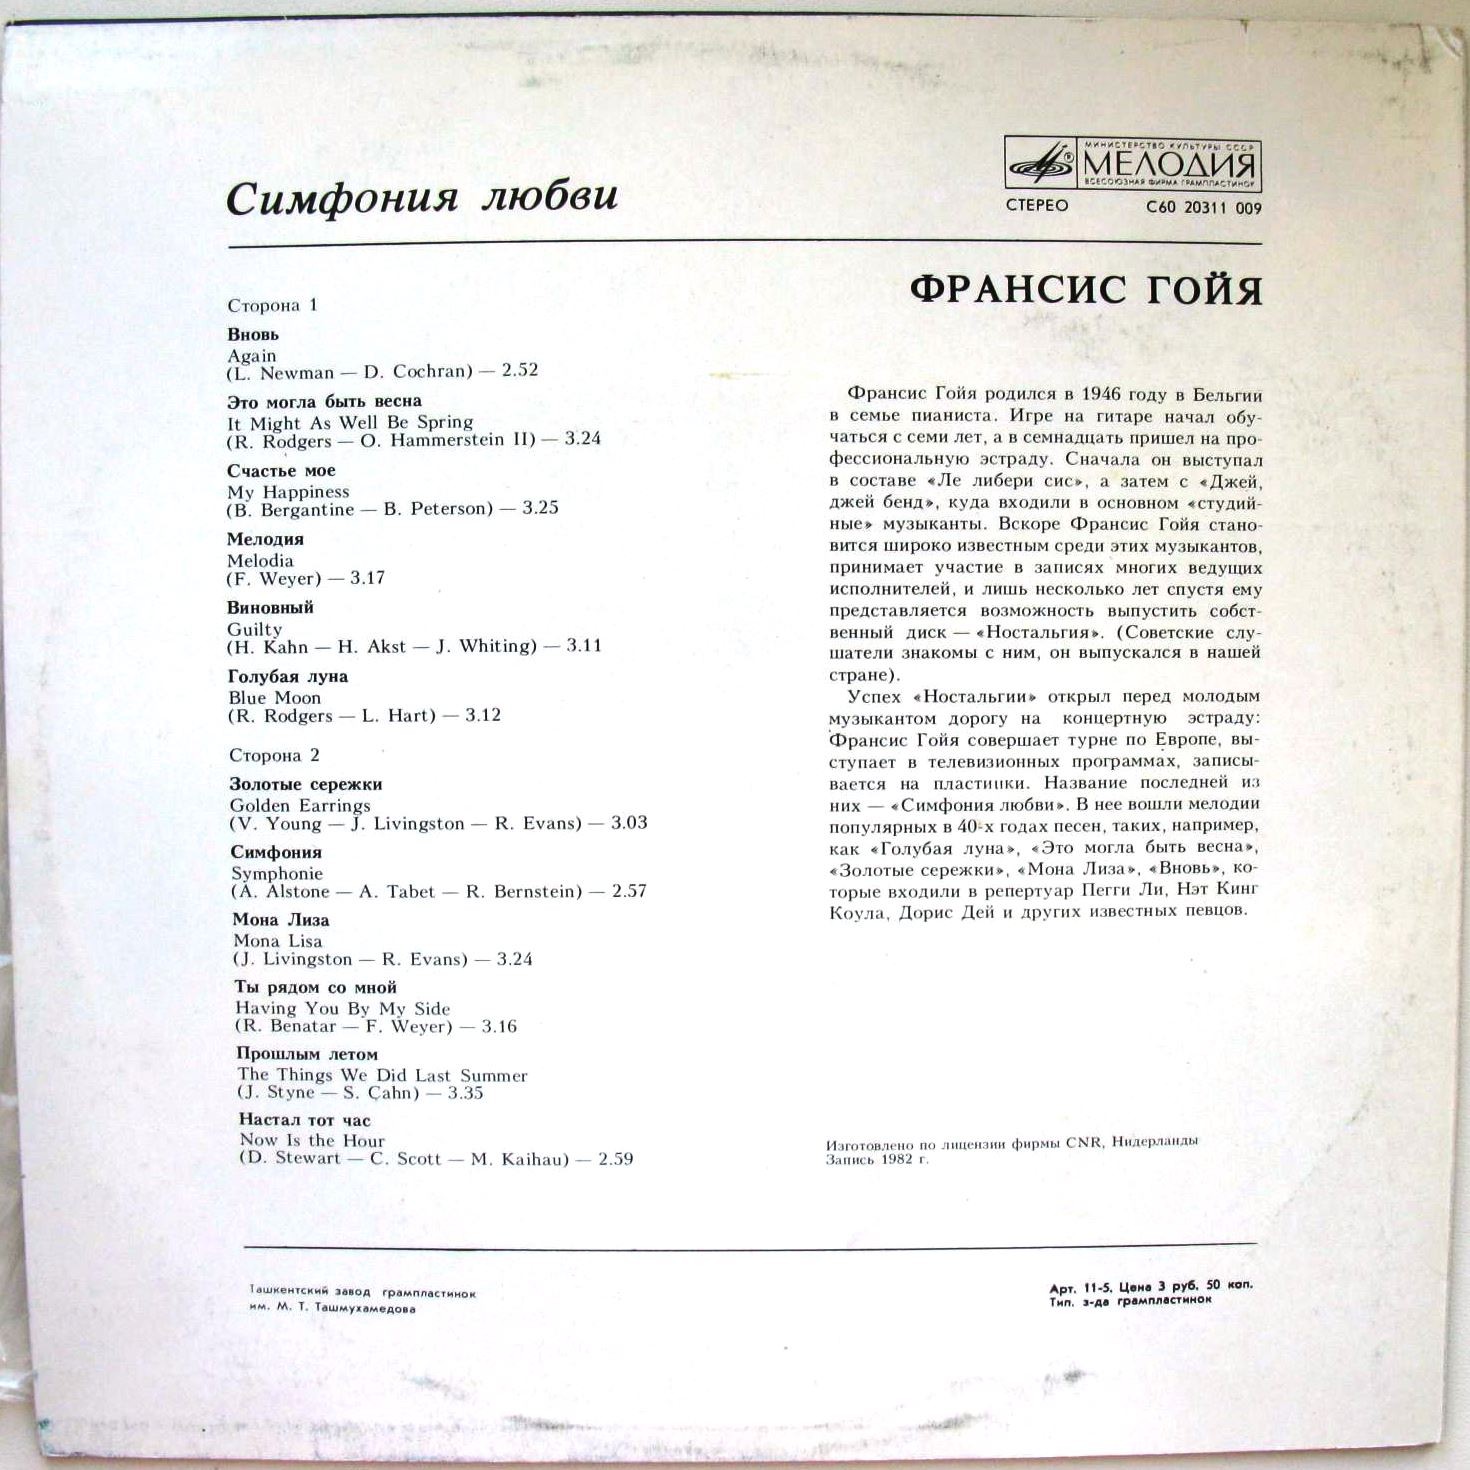 Симфония любви
МИНИСТЕРСТВО КУЛЬТУРЫ СССР
МЕЛОДИЯ
ВСЕСОЮЗНАЯ ФИРМА ГРАМПЛАСТИНОК
СТЕРЕО C60 20311 009
ФРАНСИС ГОЙЯ
Сторона 1
Вновь
Again
(L. Newman — D. Cochran) — 2.52
Это могла быть весна
It Might As Well Be Spring
(R. Rodgers — O. Hammerstein II) — 3.24
Счастье мое
My Happiness
(B. Bergantine — B. Peterson) — 3.25
Мелодия
Melodia
(F. Weyer) — 3.17
Виновный
Guilty
(H. Kahn — H. Akst — J. Whiting) — 3.11
Голубая луна
Blue Moon
(R. Rodgers — L. Hart) — 3.12
Сторона 2
Золотые сережки
Golden Earrings
(V. Young — J. Livingston — R. Evans) — 3.03
Симфония
Symphonie
(A. Alstone — A. Tabet — R. Bernstein) — 2.57
Мона Лиза
Mona Lisa
(J. Livingston — R. Evans) — 3.24
Ты рядом со мной
Having You By My Side
(R. Benatar — F. Weyer) — 3.16
Прошлым летом
The Things We Did Last Summer
(J. Styne — S. Cahn) — 3.35
Настал тот час
Now Is the Hour
(D. Stewart — C. Scott — M. Kaihau) — 2.59
Франсис Гойя родился в 1946 году в Бельгии
в семье пианиста. Игре на гитаре начал обу-
чаться с семи лет, а в семнадцать пришел на про-
фессиональную эстраду. Сначала он выступал
в составе «Ле либери сис», а затем с «Джей,
джей бенд», куда входили в основном «студий-
ные» музыканты. Вскоре Франсис Гойя стано-
вится широко известным среди этих музыкантов,
принимает участие в записях многих ведущих
исполнителей, и лишь несколько лет спустя ему
представляется возможность выпустить собст-
венный диск — «Ностальгия». (Советские слу-
шатели знакомы с ним, он выпускался в нашей
стране).
Успех «Ностальгии» открыл перед молодым
музыкантом дорогу на концертную эстраду:
Франсис Гойя совершает турне по Европе, вы-
ступает в телевизионных программах, записы-
вается на пластинки. Название последней из
них — «Симфония любви». В нее вошли мелодии
популярных в 40-х годах песен, таких, например,
как «Голубая луна», «Это могла быть весна»,
«Золотые сережки», «Мона Лиза», «Вновь», ко-
торые входили в репертуар Пегги Ли, Нэт Кинг
Коула, Дорис Дей и других известных певцов.
Изготовлено по лицензии фирмы CNR, Нидерланды
Запись 1982 г.
Ташкентский завод грампластинок
им. М. Т. Ташмухамедова
Арт. 11-5. Цена 3 руб. 50 коп.
Тип. з-да грампластинок